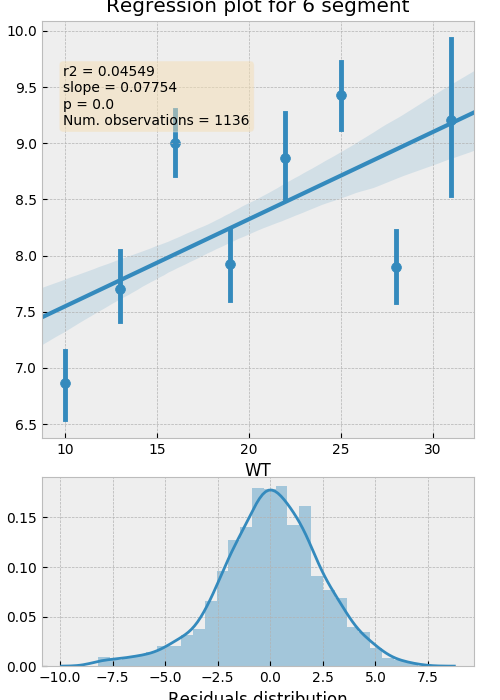 Regression plot for 6 segment
10.0
9.5
9.0
8.5
8.0
7.5
7.0
6.5
r2 = 0.04549
slope = 0.07754
p = 0.0
Num. observations = 1136
10 15 20 25 30
WT
0.15
0.10
0.05
0.00
−10.0 −7.5 −5.0 −2.5 0.0 2.5 5.0 7.5
Residuals distribution